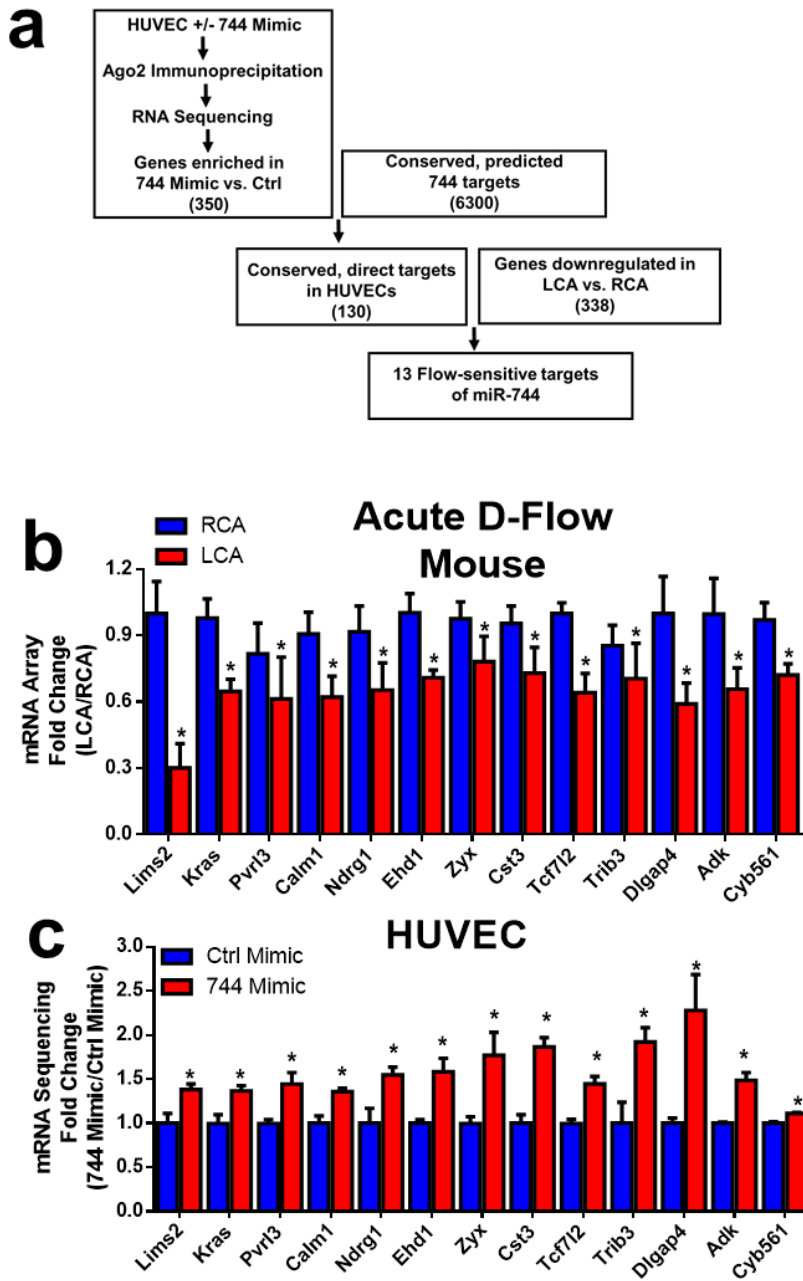 a
HUVEC +/- 744 Mimic
Ago2 Immunoprecipitation
RNA Sequencing
Genes enriched in
744 Mimic vs. Ctrl
(350)
Conserved, predicted
744 targets
(6300)
Conserved, direct targets
in HUVECs
(130)
Genes downregulated in
LCA vs. RCA
(338)
13 Flow-sensitive targets
of miR-744
b
RCA
LCA
Acute D-Flow
Mouse
mRNA Array
Fold Change
(LCA/RCA)
1.2
0.9
0.6
0.3
0.0
* * * * * * * * * * * * *
Lims2 Kras Pvrl3 Calm1 Ndrg1 Ehd1 Zyx Cst3 Tcf7l2 Trib3 Dlgap4 Adk Cyb561
c
HUVEC
Ctrl Mimic
744 Mimic
mRNA Sequencing
Fold Change
(744 Mimic/Ctrl Mimic)
3.0
2.5
2.0
1.5
1.0
0.5
0.0
* * * * * * * * * * * * *
Lims2 Kras Pvrl3 Calm1 Ndrg1 Ehd1 Zyx Cst3 Tcf7l2 Trib3 Dlgap4 Adk Cyb561